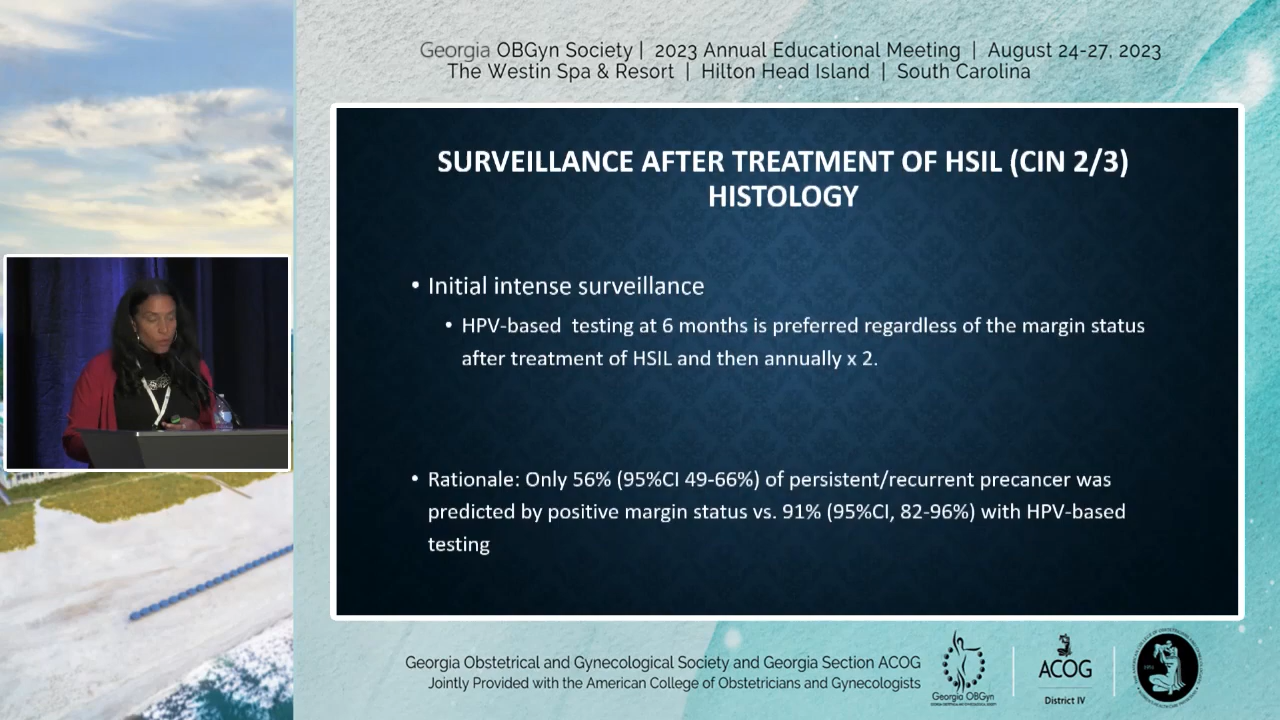 Georgia OBGyn Society | 2023 Annual Educational Meeting | August 24-27, 2023
The Westin Spa & Resort | Hilton Head Island | South Carolina
SURVEILLANCE AFTER TREATMENT OF HSIL (CIN 2/3)
HISTOLOGY
• Initial intense surveillance
• HPV-based testing at 6 months is preferred regardless of the margin status
after treatment of HSIL and then annually x 2.
• Rationale: Only 56% (95%CI 49-66%) of persistent/recurrent precancer was
predicted by positive margin status vs. 91% (95%CI, 82-96%) with HPV-based
testing
Georgia Obstetrical and Gynecological Society and Georgia Section ACOG
Jointly Provided with the American College of Obstetricians and Gynecologists
Georgia OBGyn
ACOG
District IV